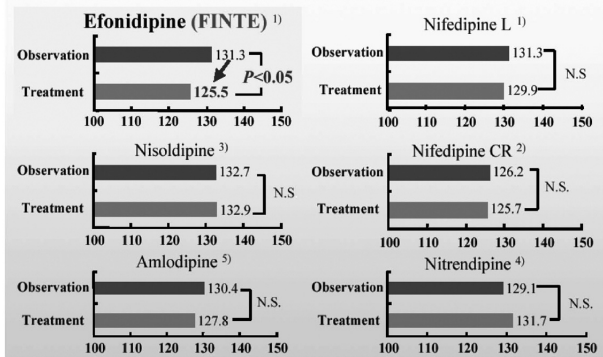 Efonidipine (FINTE) 1)
Observation 131.3
P<0.05
Treatment 125.5
100 110 120 130 140 150
Nifedipine L 1)
Observation 131.3
N.S
Treatment 129.9
100 110 120 130 140 150
Nisoldipine 3)
Observation 132.7
N.S
Treatment 132.9
100 110 120 130 140 150
Nifedipine CR 2)
Observation 126.2
N.S.
Treatment 125.7
100 110 120 130 140 150
Amlodipine 5)
Observation 130.4
N.S.
Treatment 127.8
100 110 120 130 140 150
Nitrendipine 4)
Observation 129.1
N.S.
Treatment 131.7
100 110 120 130 140 150